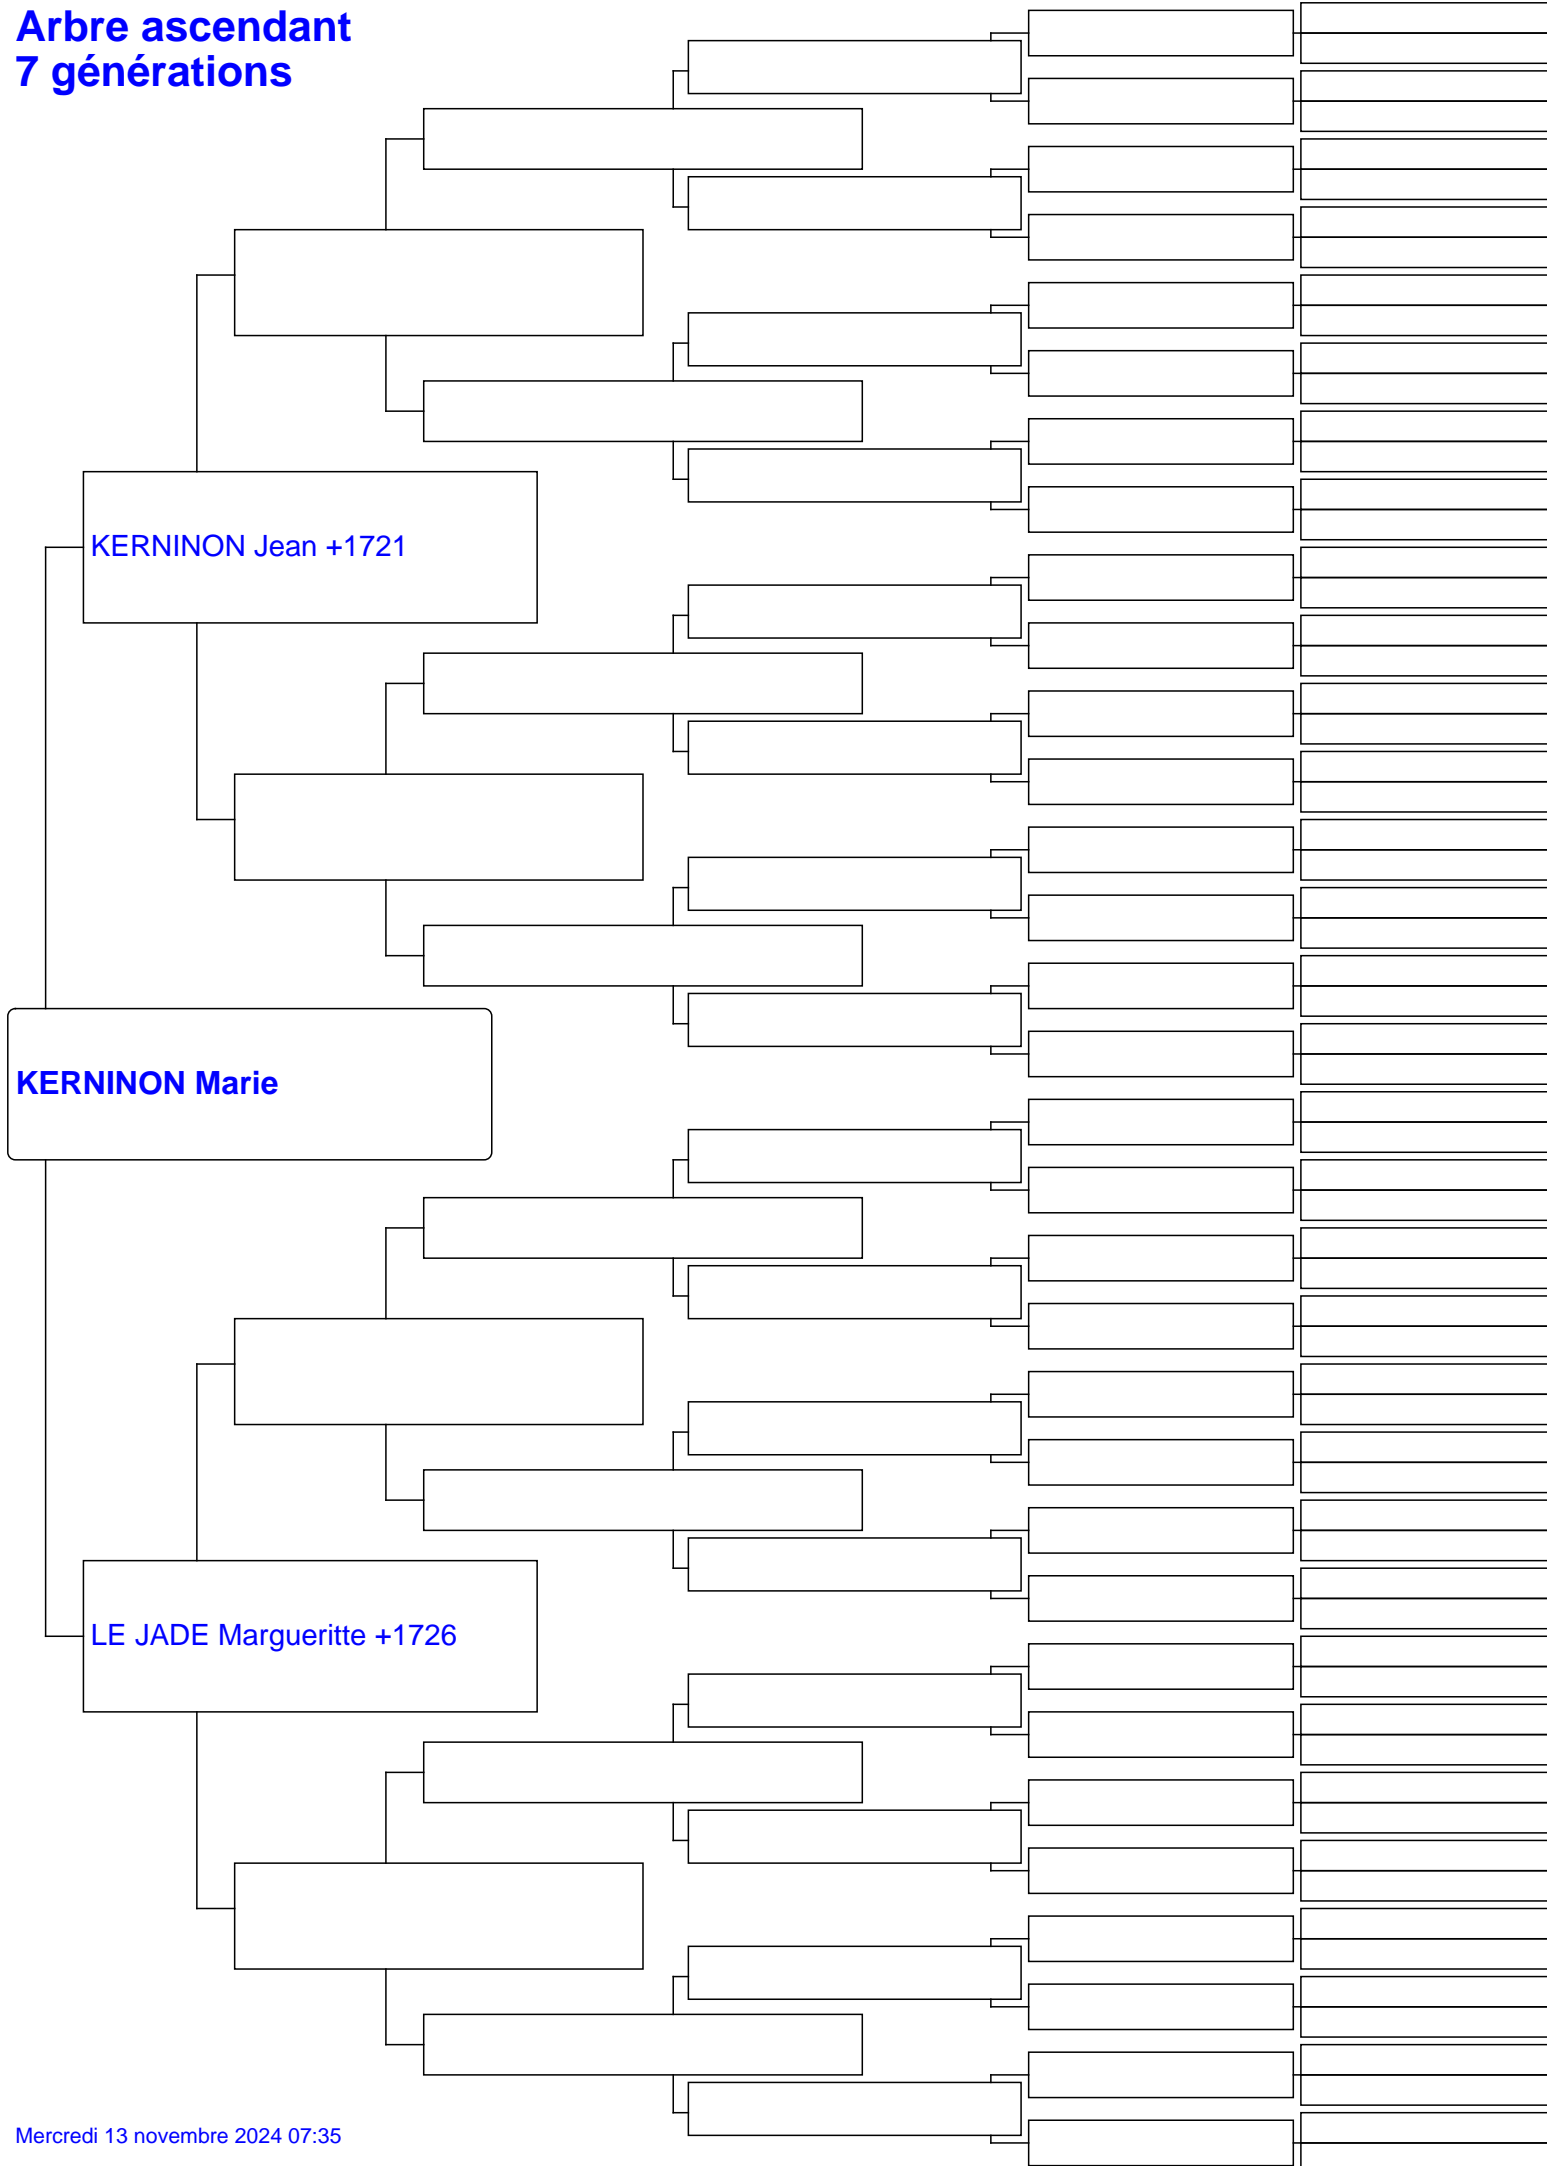 Arbre ascendant
7 générations
KERNINON Jean +1721
KERNINON Marie
LE JADE Margueritte +1726
Mercredi 13 novembre 2024 07:35